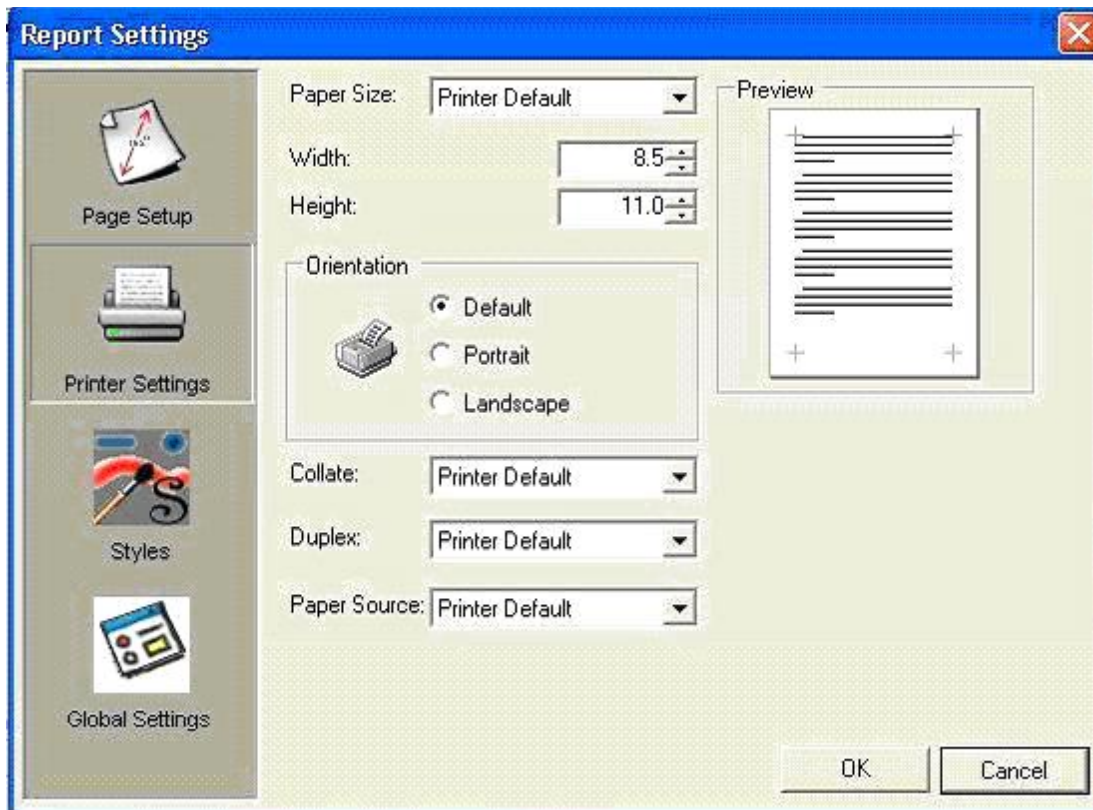 Report Settings
Page Setup
Printer Settings
Styles
Global Settings
Paper Size: Printer Default
Width: 8.5
Height: 11.0
Orientation
Default
Portrait
Landscape
Collate: Printer Default
Duplex: Printer Default
Paper Source: Printer Default
Preview
OK Cancel